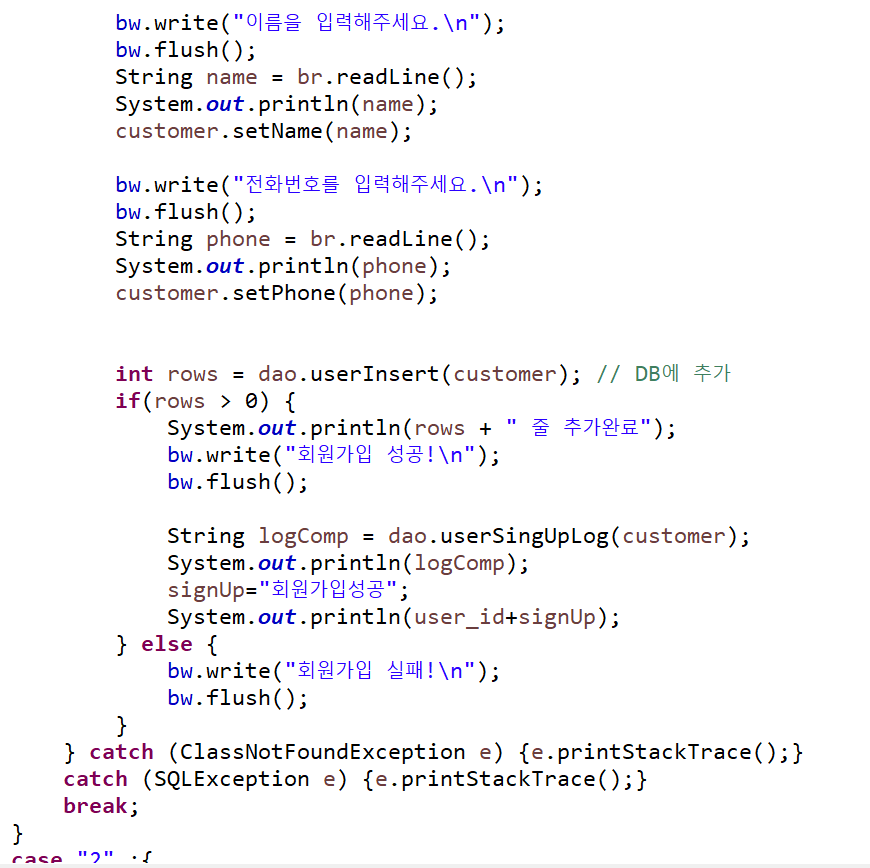 bw.write("이름을 입력해주세요.\n");
bw.flush();
String name = br.readLine();
System.out.println(name);
customer.setName(name);
bw.write("전화번호를 입력해주세요.\n");
bw.flush();
String phone = br.readLine();
System.out.println(phone);
customer.setPhone(phone);
int rows = dao.userInsert(customer); // DB에 추가
if(rows > 0) {
System.out.println(rows + " 줄 추가완료");
bw.write("회원가입 성공!\n");
bw.flush();
String logComp = dao.userSingUpLog(customer);
System.out.println(logComp);
signUp="회원가입성공";
System.out.println(user_id+signUp);
} else {
bw.write("회원가입 실패!\n");
bw.flush();
}
} catch (ClassNotFoundException e) {e.printStackTrace();}
catch (SQLException e) {e.printStackTrace();}
break;
}
case "2" :{